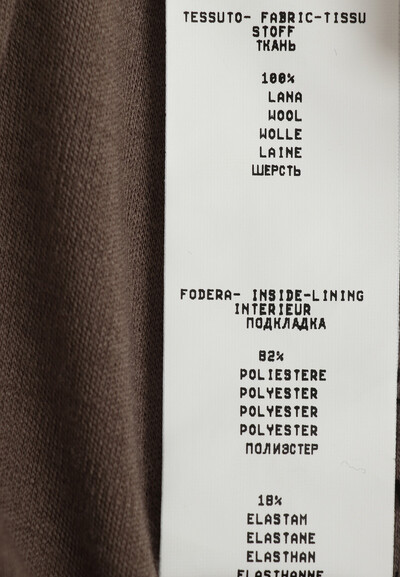 TESSUTO- FABRIC-TISSU
STOFF
ТКАНЬ
100%
LANA
WOOL
WOLLE
LAINE
ШЕРСТЬ
FODERA- INSIDE-LINING
INTERIEUR
ПОДКЛАДКА
82%
POLIESTERE
POLYESTER
POLYESTER
POLYESTER
ПОЛИЭСТЕР
18%
ELASTAM
ELASTANE
ELASTHAN
ELASTHANNE